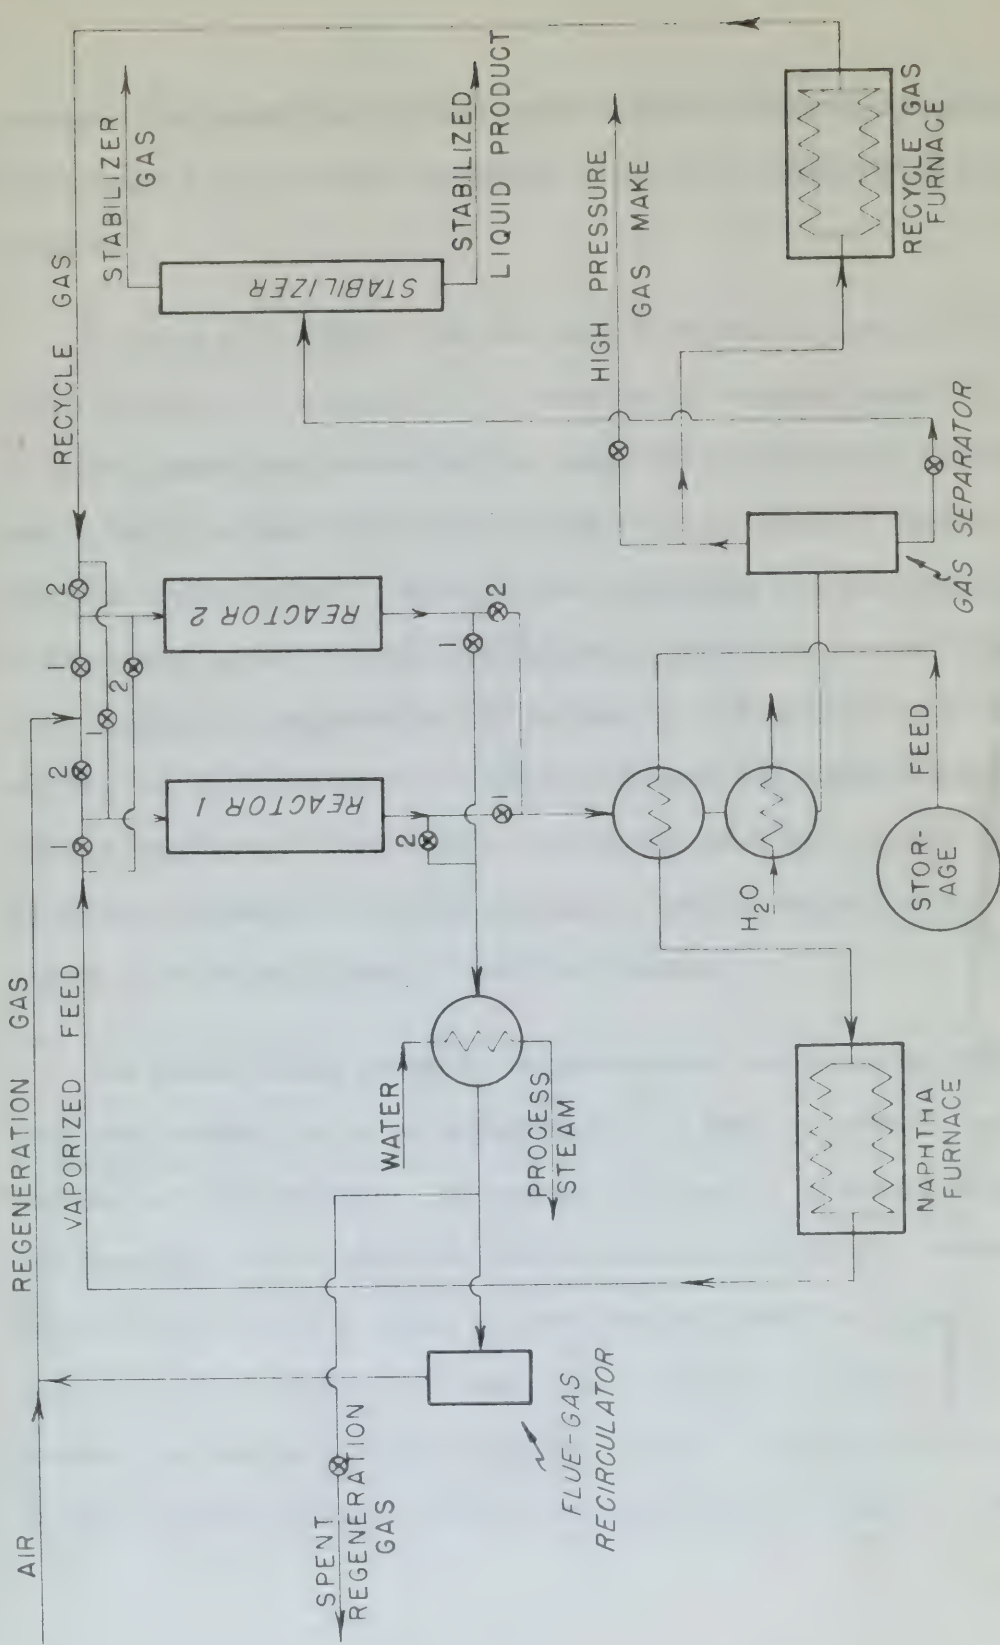 AIR
REGENERATION GAS
VAPORIZED FEED
RECYCLE GAS
1
2
1
2
1
2
STABILIZER
GAS
REACTOR 1
REACTOR 2
STABILIZER
STABILIZED
LIQUID PRODUCT
SPENT
REGENERATION
GAS
WATER
PROCESS
STEAM
2
1
1
2
HIGH PRESSURE
GAS MAKE
FLUE-GAS
RECIRCULATOR
H2O
NAPHTHA
FURNACE
STOR-
AGE
FEED
GAS SEPARATOR
RECYCLE GAS
FURNACE